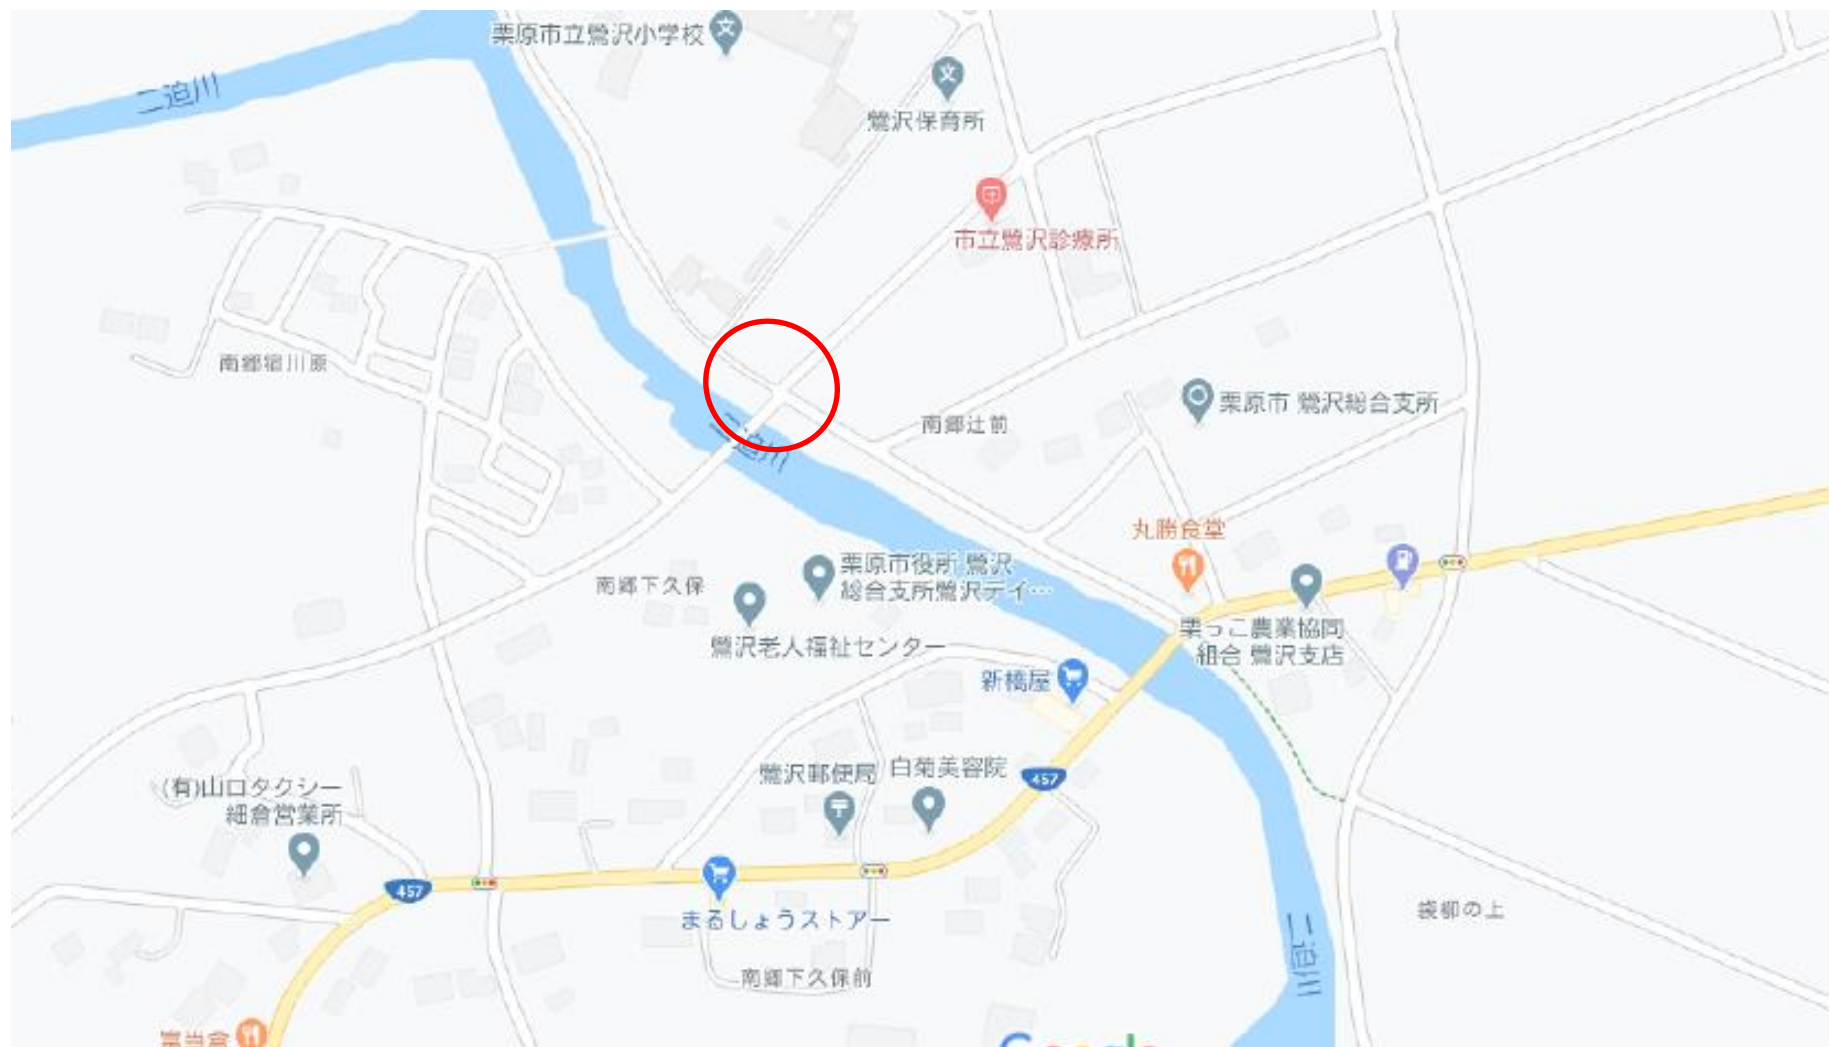 栗原市立鶯沢小学校
二迫川
鶯沢保育所
市立鶯沢診療所
南郷宿川原
栗原市 鶯沢総合支所
南郷辻前
二迫川
丸勝食堂
栗原市役所 鶯沢
総合支所鶯沢デイ…
南郷下久保
鶯沢老人福祉センター
栗っこ農業協同
組合 鶯沢支店
新橋屋
鶯沢郵便局
白菊美容院
457
(有)山口タクシー
細倉営業所
457
まるしょうストアー
袋柳の上
二迫川
南郷下久保前
富当舎
Google